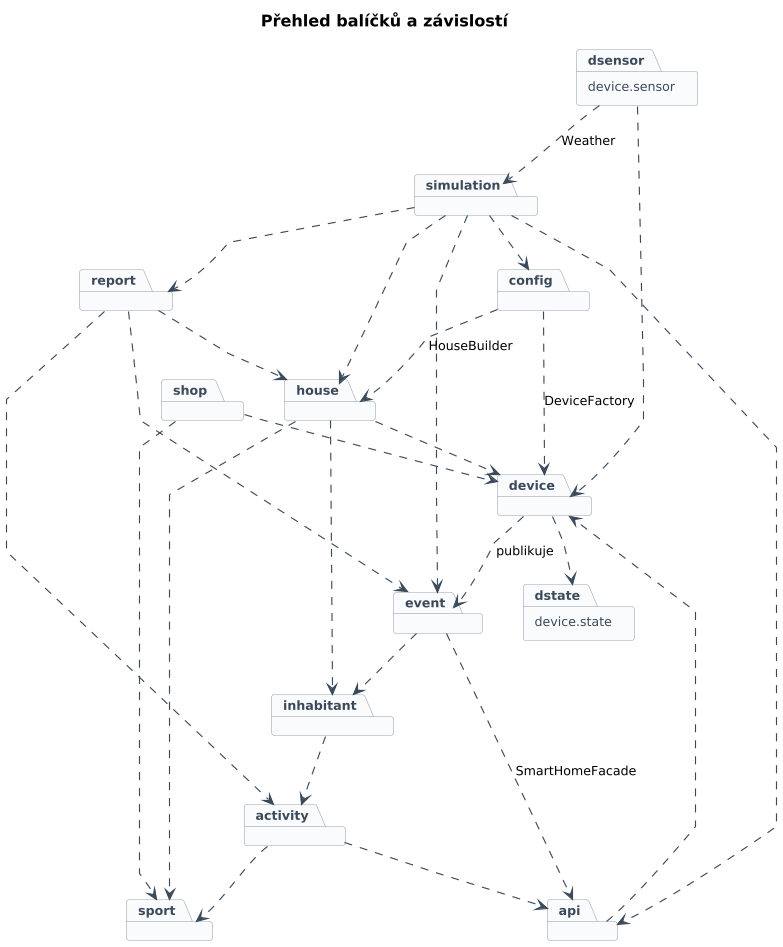 Přehled balíčků a závislostí
dsensor
device.sensor
Weather
simulation
report
config
HouseBuilder
shop
house
DeviceFactory
device
publikuje
event
dstate
device.state
inhabitant
SmartHomeFacade
activity
sport
api